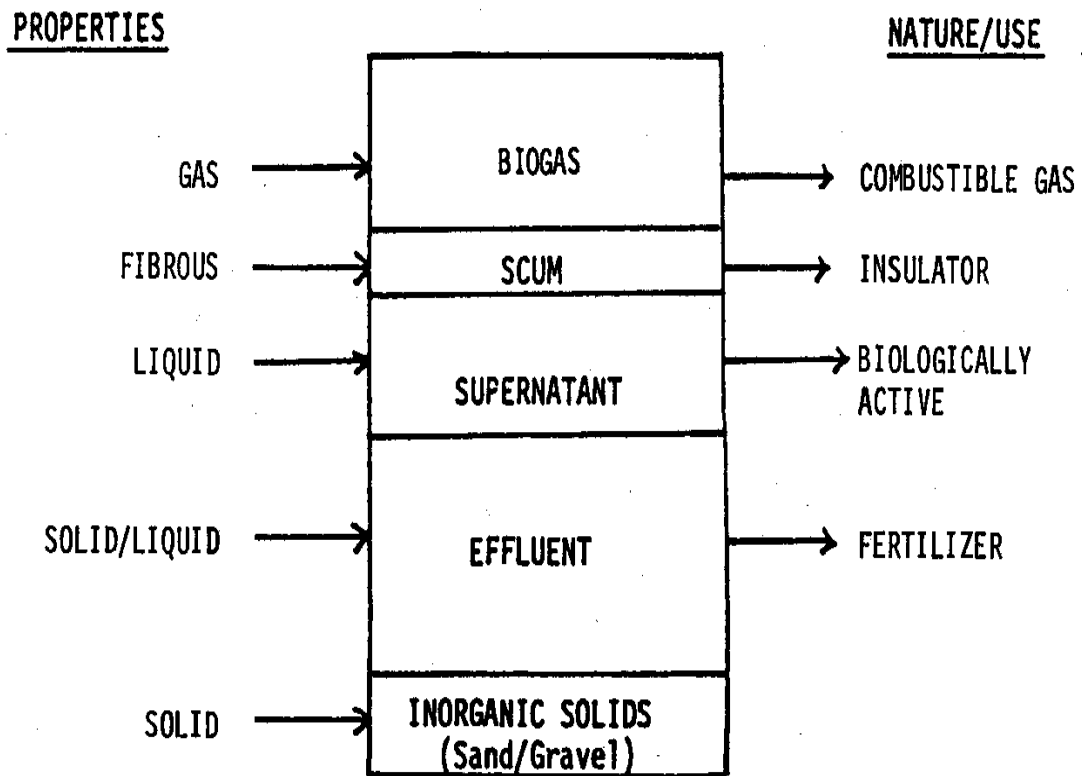 PROPERTIES
NATURE/USE
GAS
BIOGAS
COMBUSTIBLE GAS
FIBROUS
SCUM
INSULATOR
LIQUID
SUPERNATANT
BIOLOGICALLY
ACTIVE
SOLID/LIQUID
EFFLUENT
FERTILIZER
SOLID
INORGANIC SOLIDS
(Sand/Gravel)